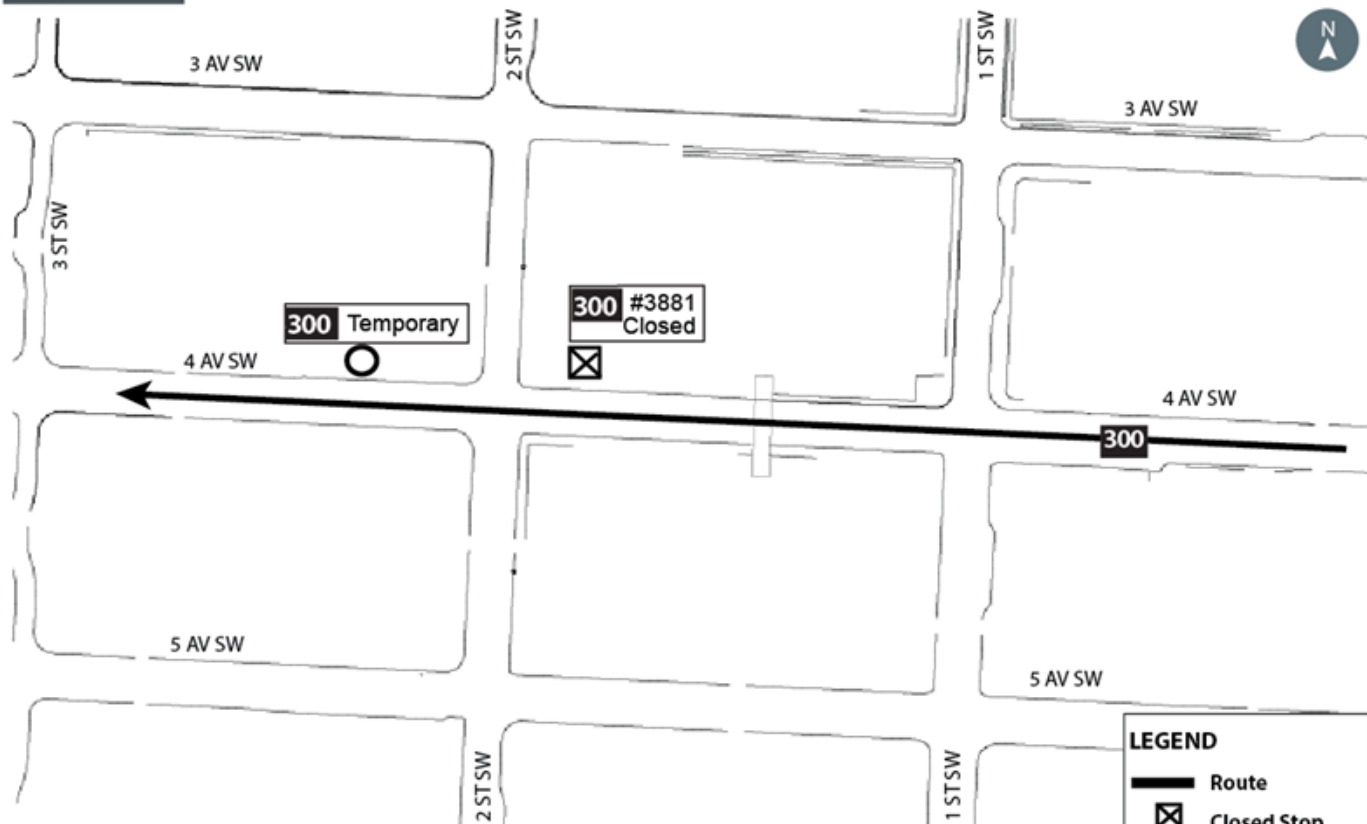 N
3 AV SW
2 ST SW
1 ST SW
3 AV SW
3 ST SW
300 Temporary
300 #3881
Closed
4 AV SW
4 AV SW
300
5 AV SW
5 AV SW
2 ST SW
1 ST SW
LEGEND
Route
Closed Stop